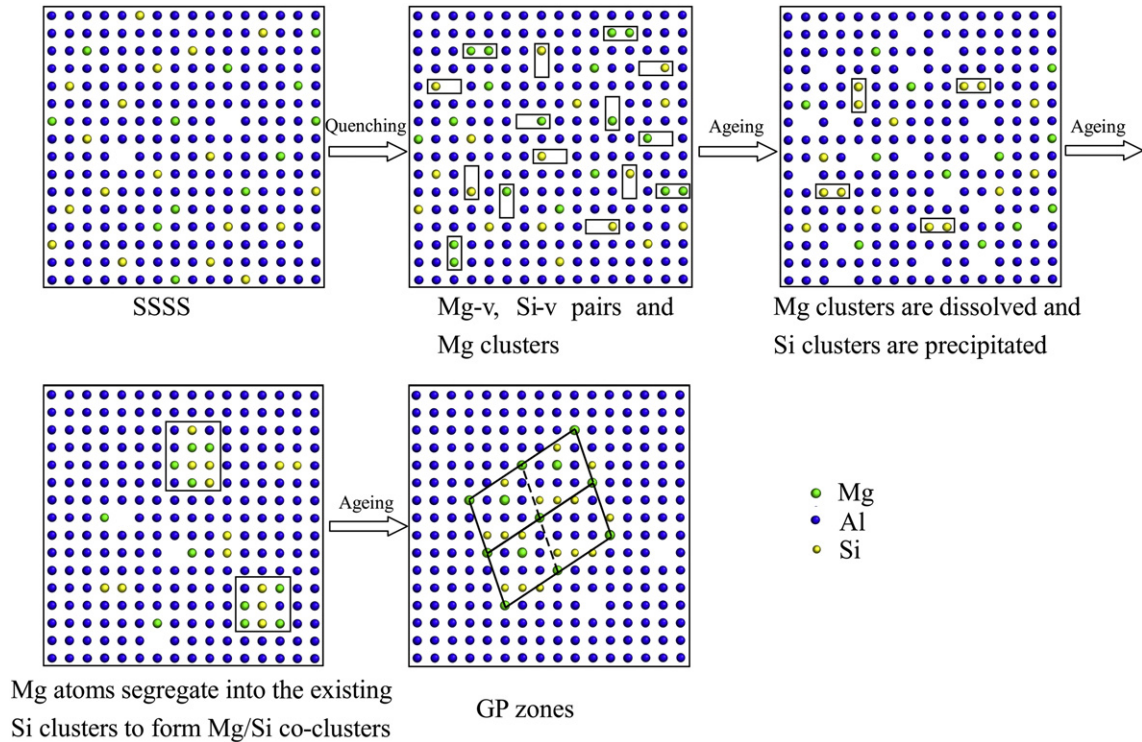 Quenching
Ageing
Ageing
SSSS
Mg-v, Si-v pairs and
Mg clusters
Mg clusters are dissolved and
Si clusters are precipitated
Ageing
Mg
Al
Si
Mg atoms segregate into the existing
Si clusters to form Mg/Si co-clusters
GP zones